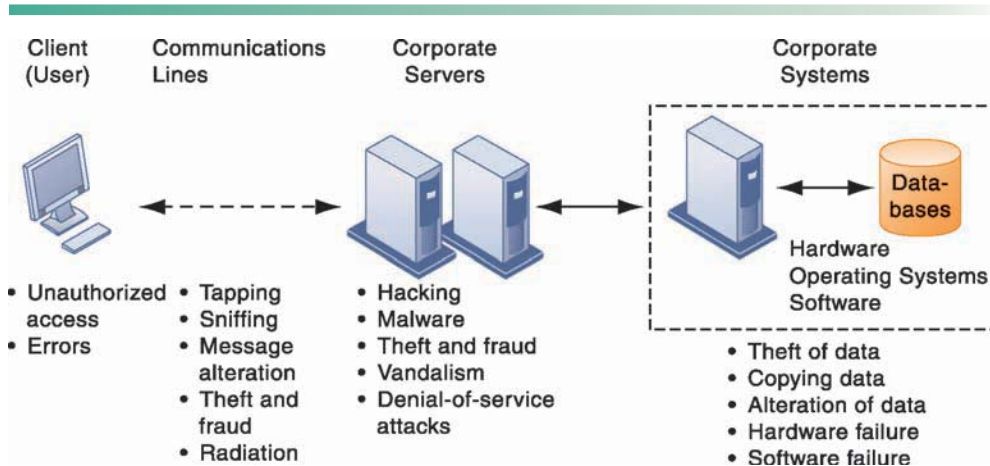 Client
(User)
Communications
Lines
Corporate
Servers
Corporate
Systems
Data-
bases
Hardware
Operating Systems
Software
• Unauthorized
access
• Errors
• Tapping
• Sniffing
• Message
alteration
• Theft and
fraud
• Radiation
• Hacking
• Malware
• Theft and fraud
• Vandalism
• Denial-of-service
attacks
• Theft of data
• Copying data
• Alteration of data
• Hardware failure
• Software failure